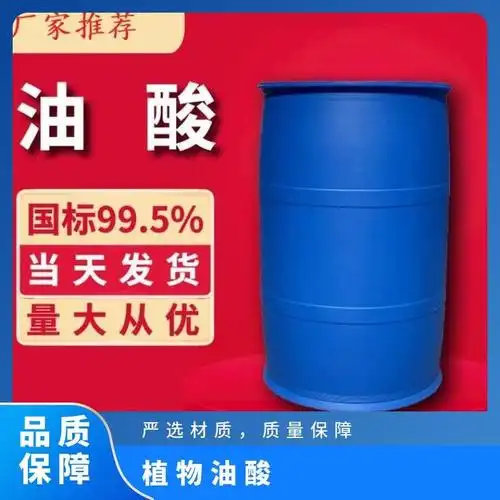 厂家推荐
油酸
国标99.5%
当天发货
量大从优
品质
保障
严选材质，质量保障
植物油酸